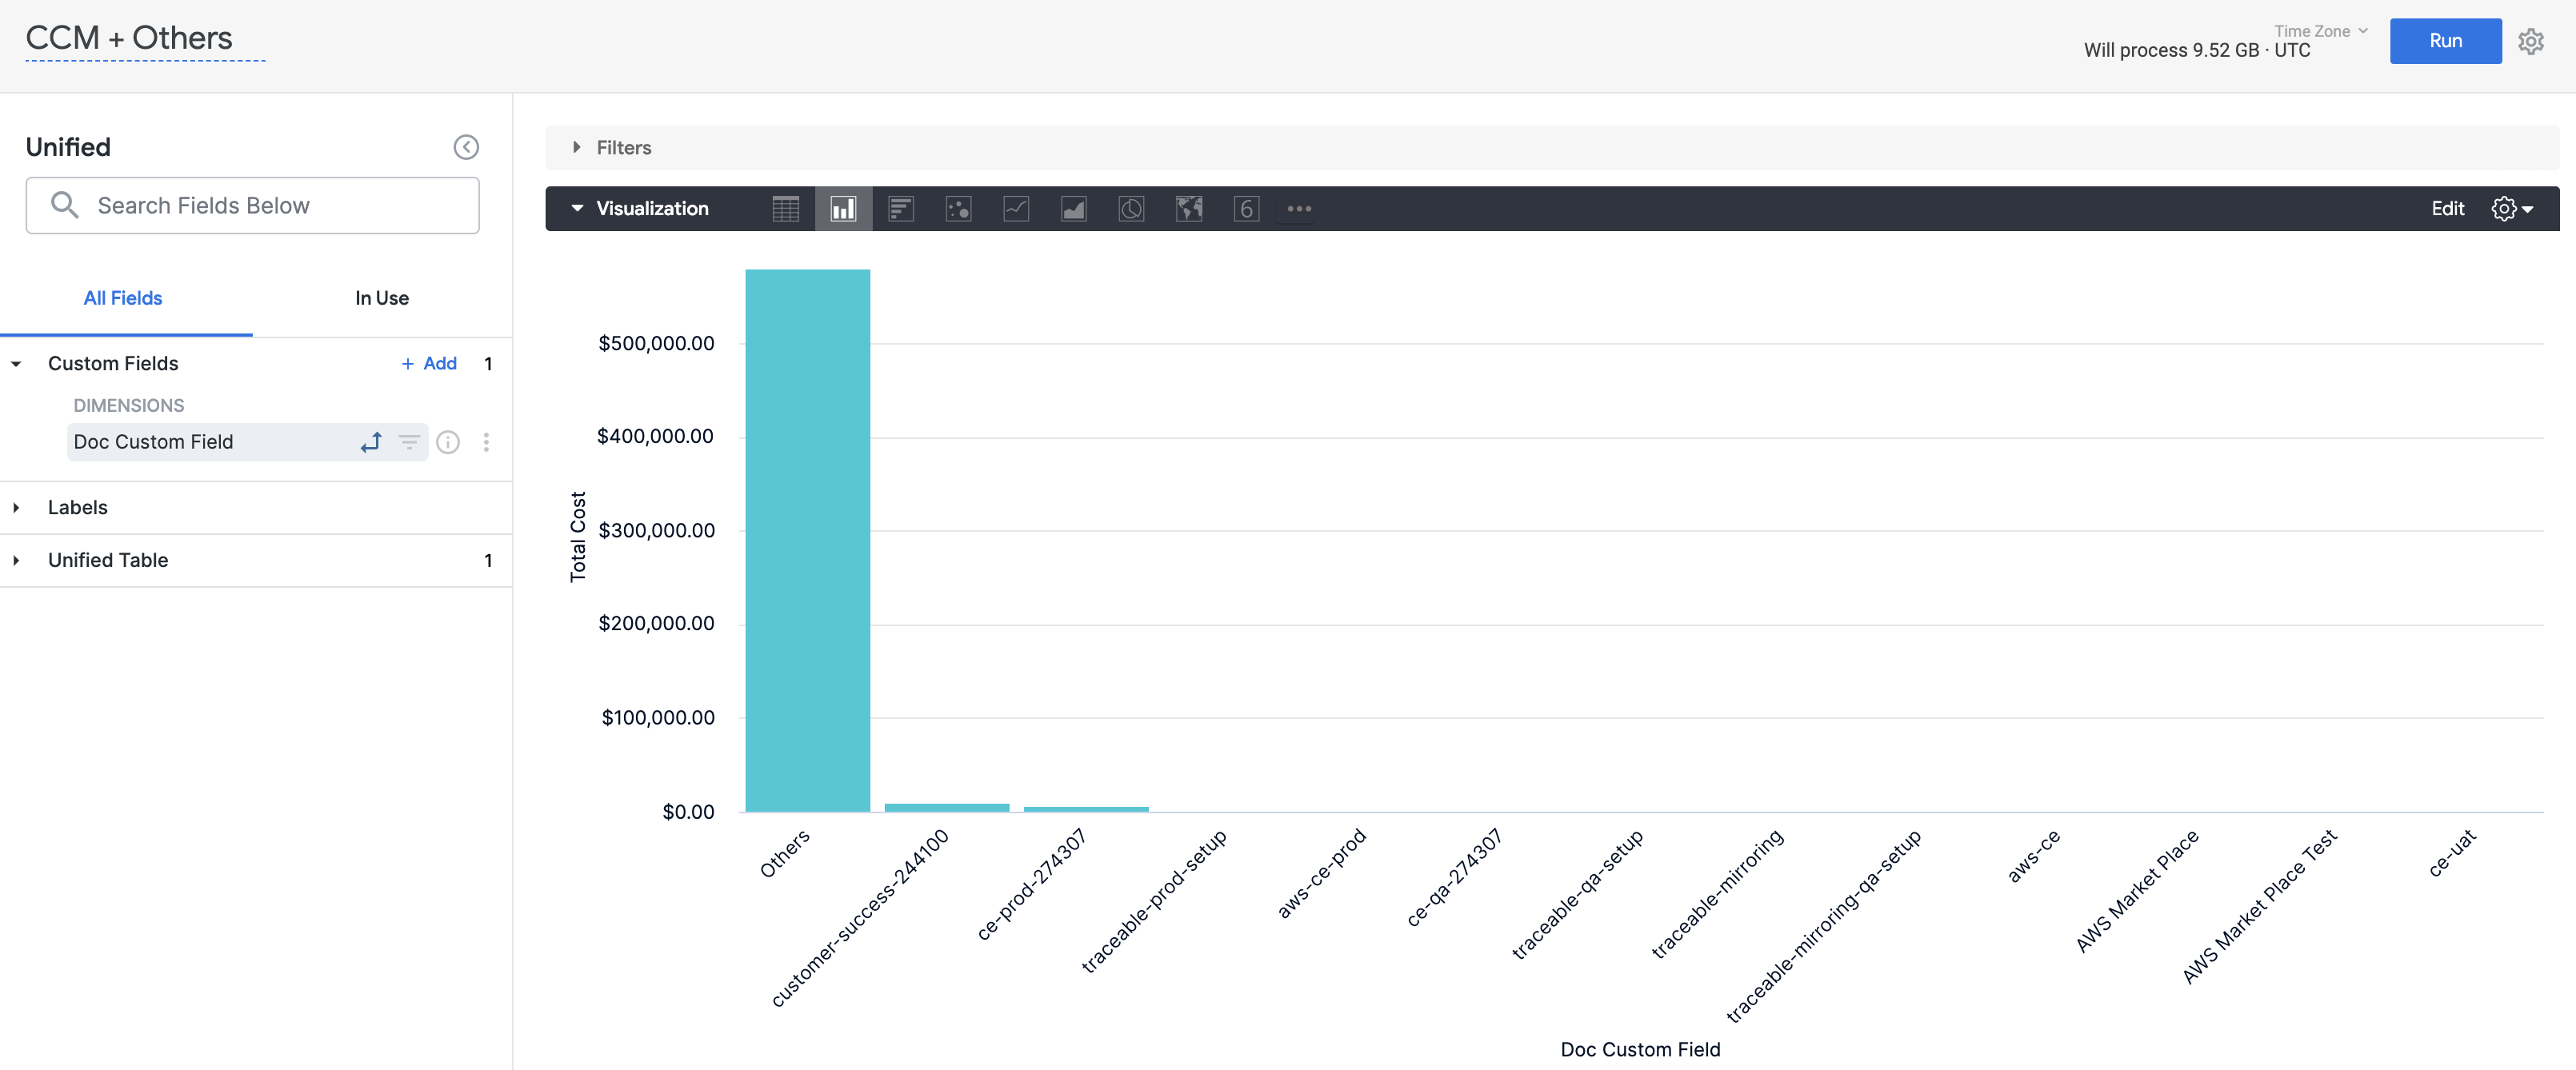 CCM + Others
Time Zone
Will process 9.52 GB · UTC
Run
Unified
Search Fields Below
All Fields
In Use
Custom Fields
+ Add
1
DIMENSIONS
Doc Custom Field
Labels
Unified Table
1
Filters
Visualization
6
Edit
Total Cost
$500,000.00
$400,000.00
$300,000.00
$200,000.00
$100,000.00
$0.00
Others
customer-success-244100
ce-prod-274307
traceable-prod-setup
aws-ce-prod
ce-qa-274307
traceable-qa-setup
traceable-mirroring
traceable-mirroring-qa-setup
aws-ce
AWS Market Place
AWS Market Place Test
ce-uat
Doc Custom Field